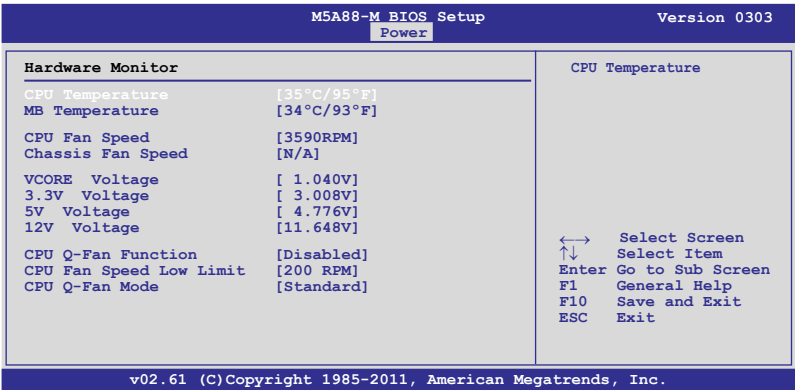 M5A88-M BIOS Setup Version 0303
Power
Hardware Monitor
CPU Temperature [35°C/95°F]
MB Temperature [34°C/93°F]
CPU Fan Speed [3590RPM]
Chassis Fan Speed [N/A]
VCORE Voltage [ 1.040V]
3.3V Voltage [ 3.008V]
5V Voltage [ 4.776V]
12V Voltage [11.648V]
CPU Q-Fan Function [Disabled]
CPU Fan Speed Low Limit [200 RPM]
CPU Q-Fan Mode [Standard]
CPU Temperature
←→ Select Screen
↑↓ Select Item
Enter Go to Sub Screen
F1 General Help
F10 Save and Exit
ESC Exit
v02.61 (C)Copyright 1985-2011, American Megatrends, Inc.